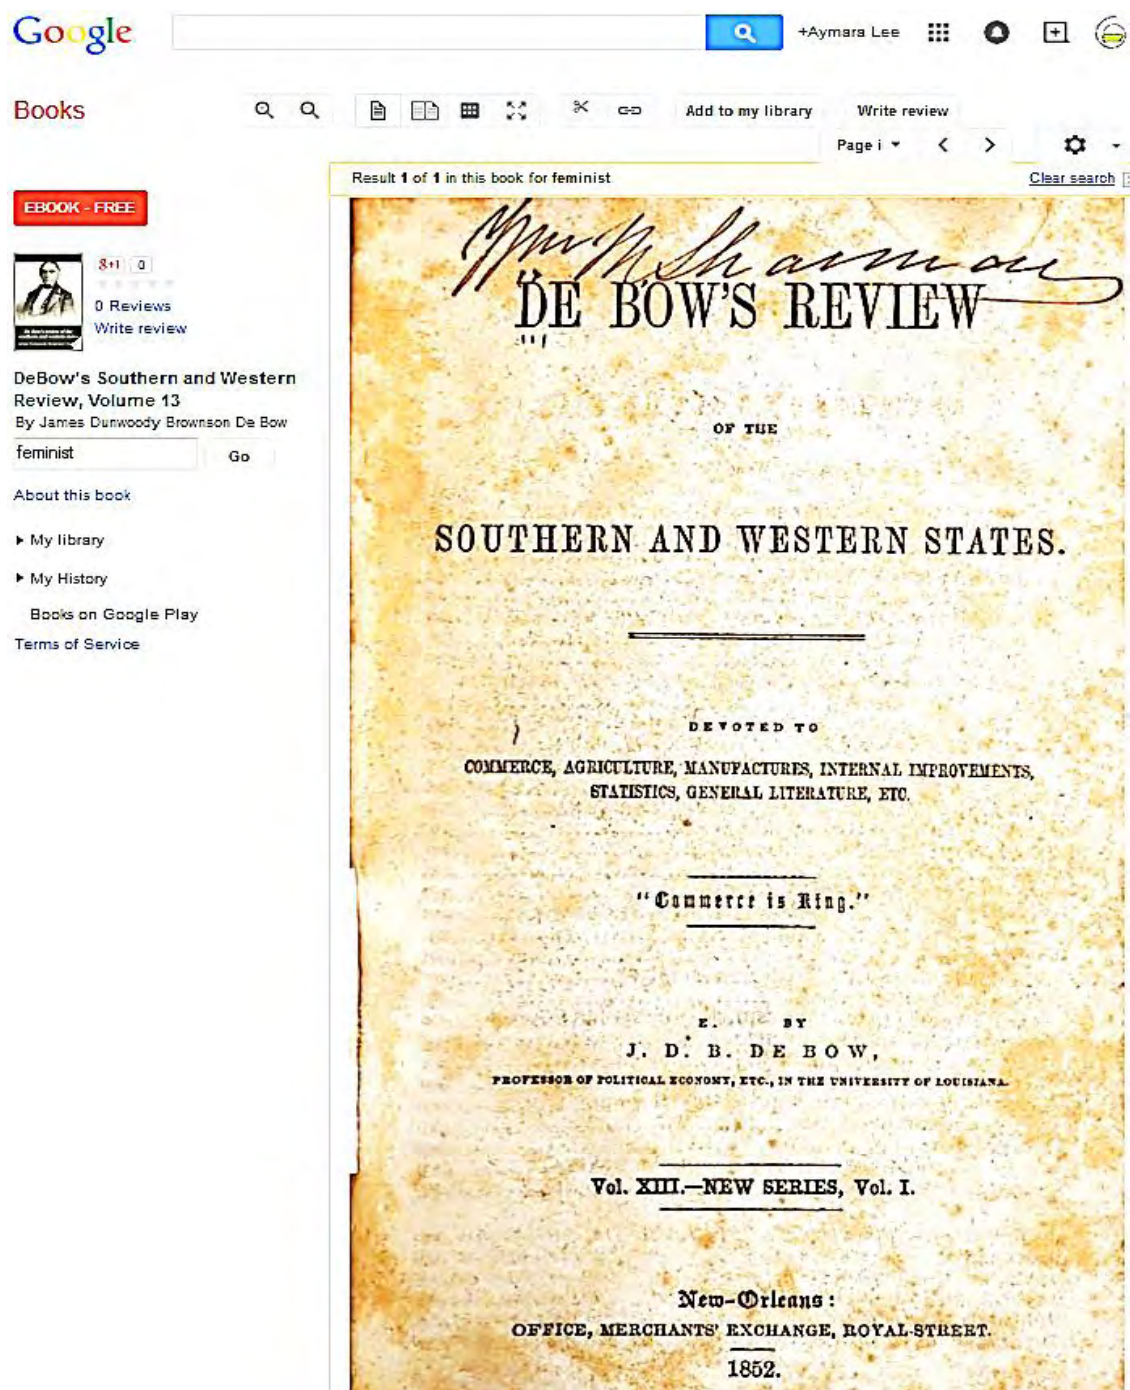 Google
+Aymara Lee
Books
Add to my library
Write review
Page i
Result 1 of 1 in this book for feminist
Clear search
EBOOK - FREE
g+1 0
0 Reviews
Write review
DeBow's Southern and Western
Review, Volume 13
By James Dunwoody Brownson De Bow
feminist
Go
About this book
My library
My History
Books on Google Play
Terms of Service
DE BOW'S REVIEW
OF THE
SOUTHERN AND WESTERN STATES.
DEVOTED TO
COMMERCE, AGRICULTURE, MANUFACTURES, INTERNAL IMPROVEMENTS,
STATISTICS, GENERAL LITERATURE, ETC.
"Commerce is King."
E. BY
J. D. B. DE BOW,
PROFESSOR OF POLITICAL ECONOMY, ETC., IN THE UNIVERSITY OF LOUISIANA.
Vol. XIII.—NEW SERIES, Vol. I.
New-Orleans:
OFFICE, MERCHANTS' EXCHANGE, ROYAL-STREET.
1852.